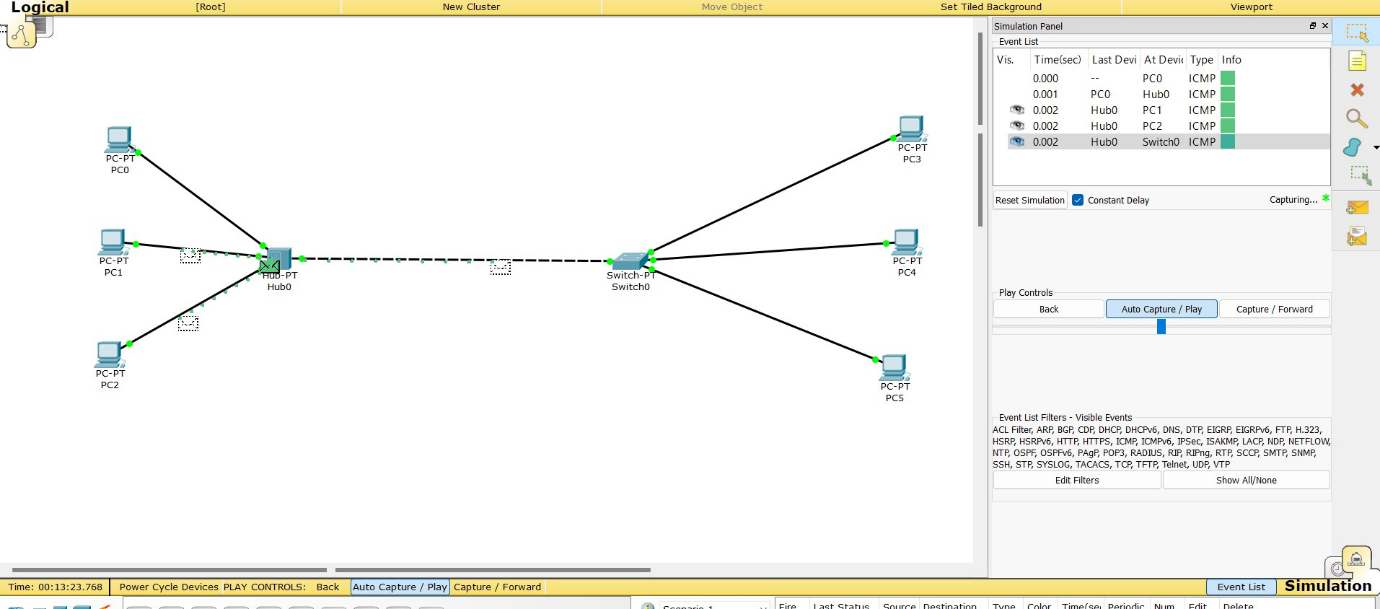 Logical
[Root]
New Cluster
Move Object
Set Tiled Background
Viewport
PC-PT
PC0
PC-PT
PC1
PC-PT
PC2
Hub-PT
Hub0
Switch-PT
Switch0
PC-PT
PC3
PC-PT
PC4
PC-PT
PC5
Simulation Panel
Event List
Vis. Time(sec) Last Devi At Devic Type Info
0.000 -- PC0 ICMP
0.001 PC0 Hub0 ICMP
0.002 Hub0 PC1 ICMP
0.002 Hub0 PC2 ICMP
0.002 Hub0 Switch0 ICMP
Reset Simulation Constant Delay Capturing... *
Play Controls
Back Auto Capture / Play Capture / Forward
Event List Filters - Visible Events
ACL Filter, ARP, BGP, CDP, DHCP, DHCPv6, DNS, DTP, EIGRP, EIGRPv6, FTP, H.323,
HSRP, HSRPv6, HTTP, HTTPS, ICMP, ICMPv6, IPSec, ISAKMP, LACP, NDP, NETFLOW,
NTP, OSPF, OSPFv6, PAgP, POP3, RADIUS, RIP, RIPng, RTP, SCCP, SMTP, SNMP,
SSH, STP, SYSLOG, TACACS, TCP, TFTP, Telnet, UDP, VTP
Edit Filters Show All/None
Time: 00:13:23.768 Power Cycle Devices PLAY CONTROLS: Back Auto Capture / Play Capture / Forward Event List Simulation
Scenario 1 Fire Last Status Source Destination Type Color Time(sec Periodic Num Edit Delete